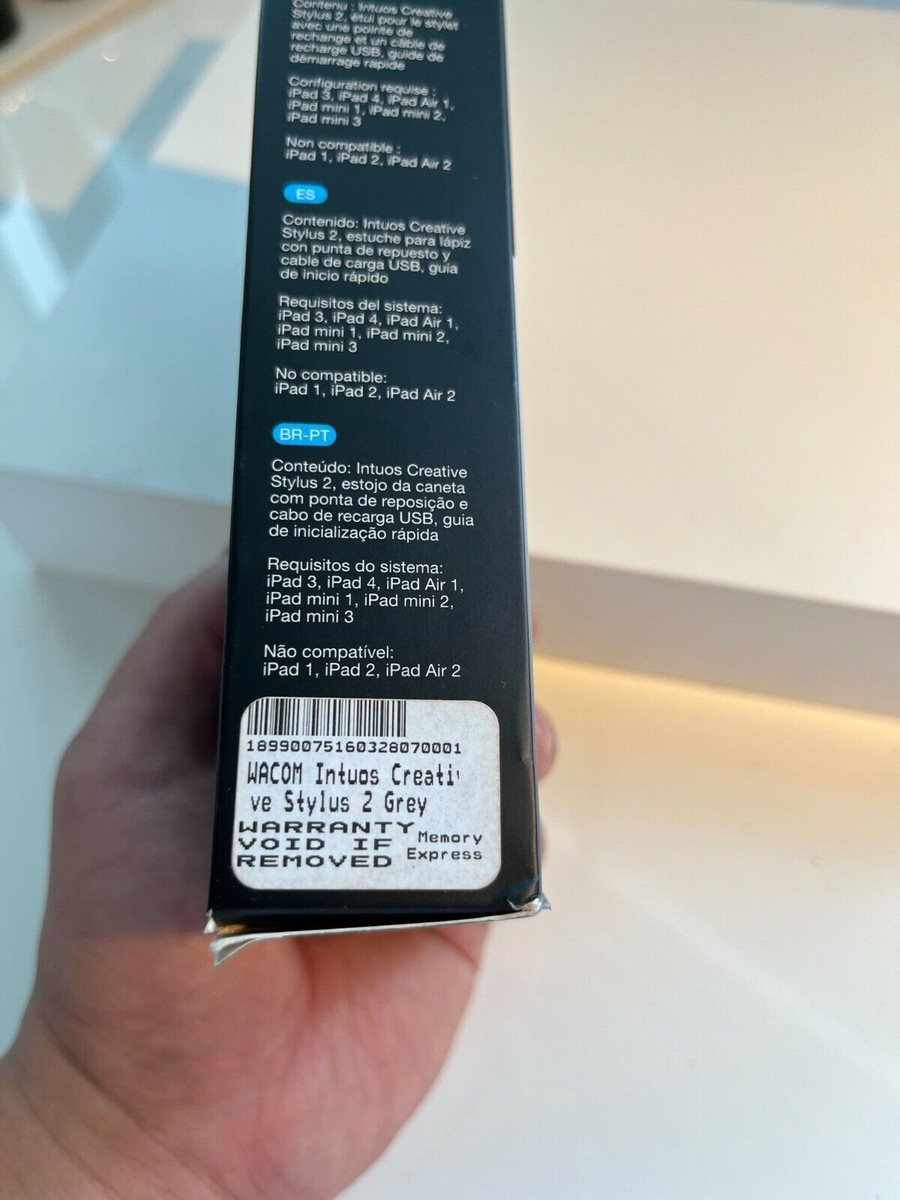 Contenu : Intuos Creative
Stylus 2, étui pour le stylet
avec une pointe de
rechange et un câble de
recharge USB, guide de
démarrage rapide
Configuration requise :
iPad 3, iPad 4, iPad Air 1,
iPad mini 1, iPad mini 2,
iPad mini 3
Non compatible :
iPad 1, iPad 2, iPad Air 2
ES
Contenido: Intuos Creative
Stylus 2, estuche para lápiz
con punta de repuesto y
cable de carga USB, guía
de inicio rápido
Requisitos del sistema:
iPad 3, iPad 4, iPad Air 1,
iPad mini 1, iPad mini 2,
iPad mini 3
No compatible:
iPad 1, iPad 2, iPad Air 2
BR-PT
Conteúdo: Intuos Creative
Stylus 2, estojo da caneta
com ponta de reposição e
cabo de recarga USB, guia
de inicialização rápida
Requisitos do sistema:
iPad 3, iPad 4, iPad Air 1,
iPad mini 1, iPad mini 2,
iPad mini 3
Não compatível:
iPad 1, iPad 2, iPad Air 2
18990075160328070001
WACOM Intuos Creati
ve Stylus 2 Grey
WARRANTY
VOID IF
REMOVED
Memory
Express